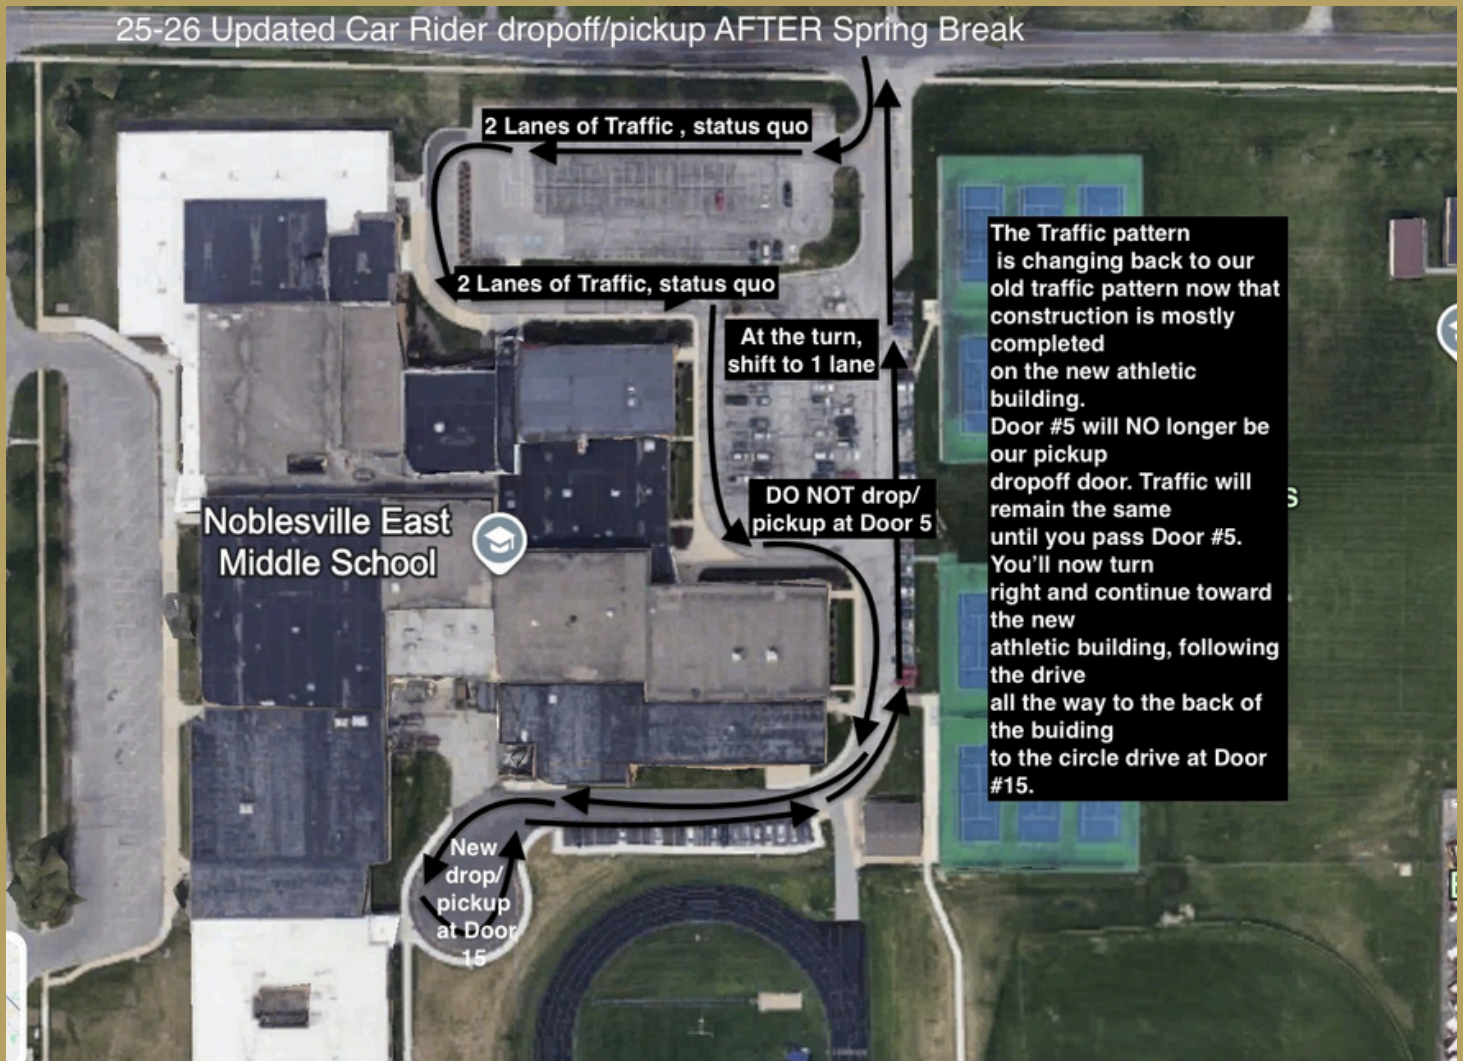 25-26 Updated Car Rider dropoff/pickup AFTER Spring Break
2 Lanes of Traffic , status quo
2 Lanes of Traffic, status quo
At the turn,
shift to 1 lane
DO NOT drop/
pickup at Door 5
The Traffic pattern
is changing back to our
old traffic pattern now that
construction is mostly
completed
on the new athletic
building.
Door #5 will NO longer be
our pickup
dropoff door. Traffic will
remain the same
until you pass Door #5.
You'll now turn
right and continue toward
the new
athletic building, following
the drive
all the way to the back of
the buiding
to the circle drive at Door
#15.
Noblesville East
Middle School
New
drop/
pickup
at Door
15